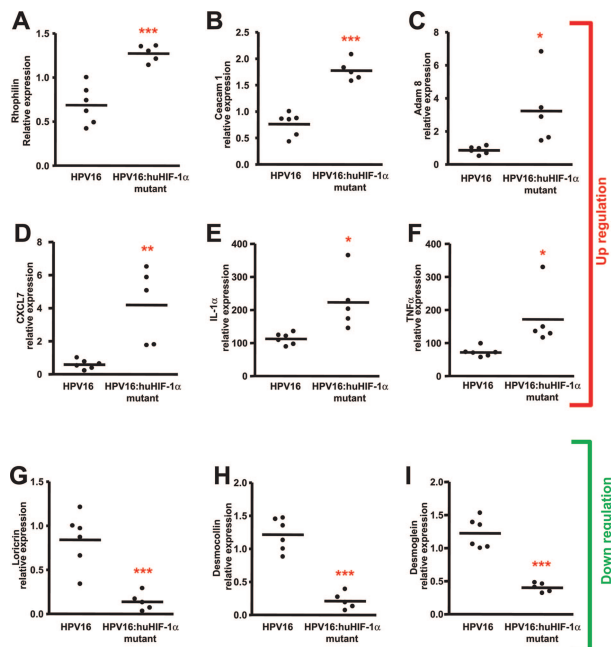 A
Rhophilin
Relative expression
1.5
1.0
0.5
0.0
***
HPV16
HPV16:huHIF-1α
mutant
B
Ceacam 1
relative expression
2.5
2.0
1.5
1.0
0.5
0.0
***
HPV16
HPV16:huHIF-1α
mutant
C
Adam 8
relative expression
8
6
4
2
0
*
HPV16
HPV16:huHIF-1α
mutant
D
CXCL7
relative expression
8
6
4
2
0
**
HPV16
HPV16:huHIF-1α
mutant
E
IL-1α
relative expression
400
300
200
100
0
*
HPV16
HPV16:huHIF-1α
mutant
F
TNFα
relative expression
400
300
200
100
0
*
HPV16
HPV16:huHIF-1α
mutant
Up regulation
G
Loricrin
relative expression
1.5
1.0
0.5
0.0
***
HPV16
HPV16:huHIF-1α
mutant
H
Desmocollin
relative expression
2.0
1.5
1.0
0.5
0.0
***
HPV16
HPV16:huHIF-1α
mutant
I
Desmoglein
relative expression
2.0
1.5
1.0
0.5
0.0
***
HPV16
HPV16:huHIF-1α
mutant
Down regulation